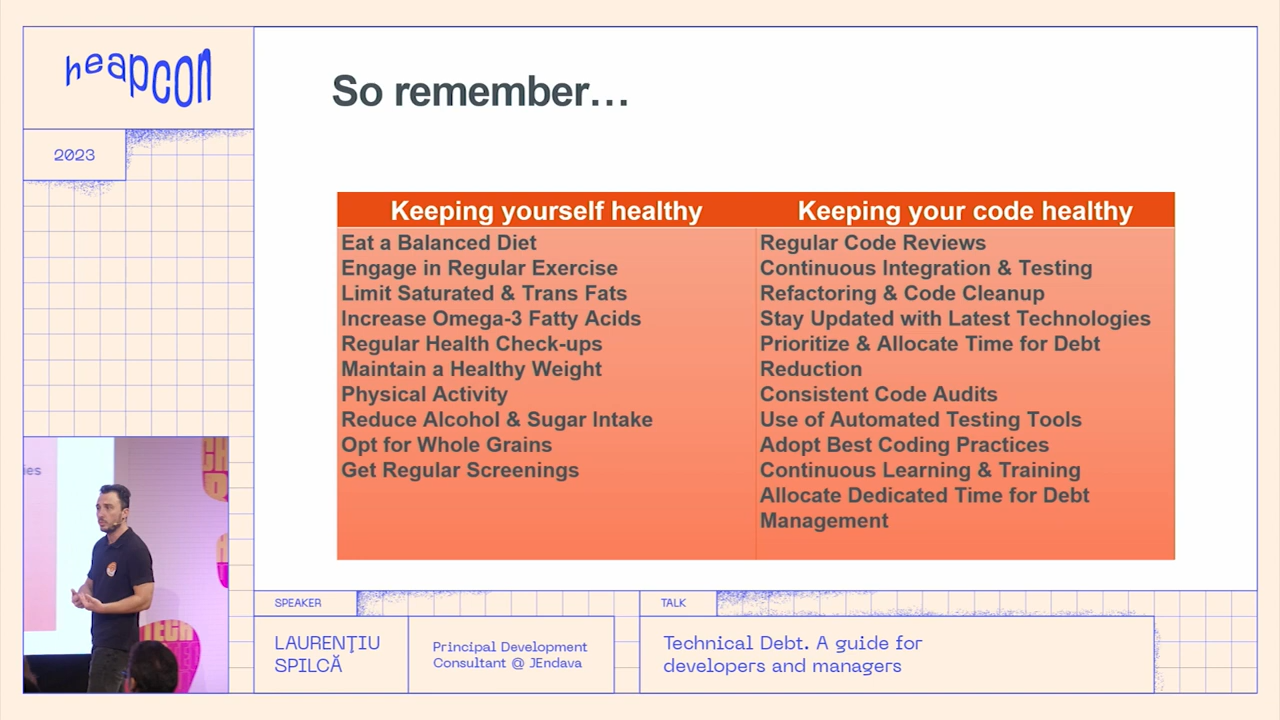 heapcon
2023
So remember...
Keeping yourself healthy
Eat a Balanced Diet
Engage in Regular Exercise
Limit Saturated & Trans Fats
Increase Omega-3 Fatty Acids
Regular Health Check-ups
Maintain a Healthy Weight
Physical Activity
Reduce Alcohol & Sugar Intake
Opt for Whole Grains
Get Regular Screenings
Keeping your code healthy
Regular Code Reviews
Continuous Integration & Testing
Refactoring & Code Cleanup
Stay Updated with Latest Technologies
Prioritize & Allocate Time for Debt
Reduction
Consistent Code Audits
Use of Automated Testing Tools
Adopt Best Coding Practices
Continuous Learning & Training
Allocate Dedicated Time for Debt
Management
ies
SPEAKER
LAURENŢIU
SPILCĂ
Principal Development
Consultant @ JEndava
TALK
Technical Debt. A guide for
developers and managers